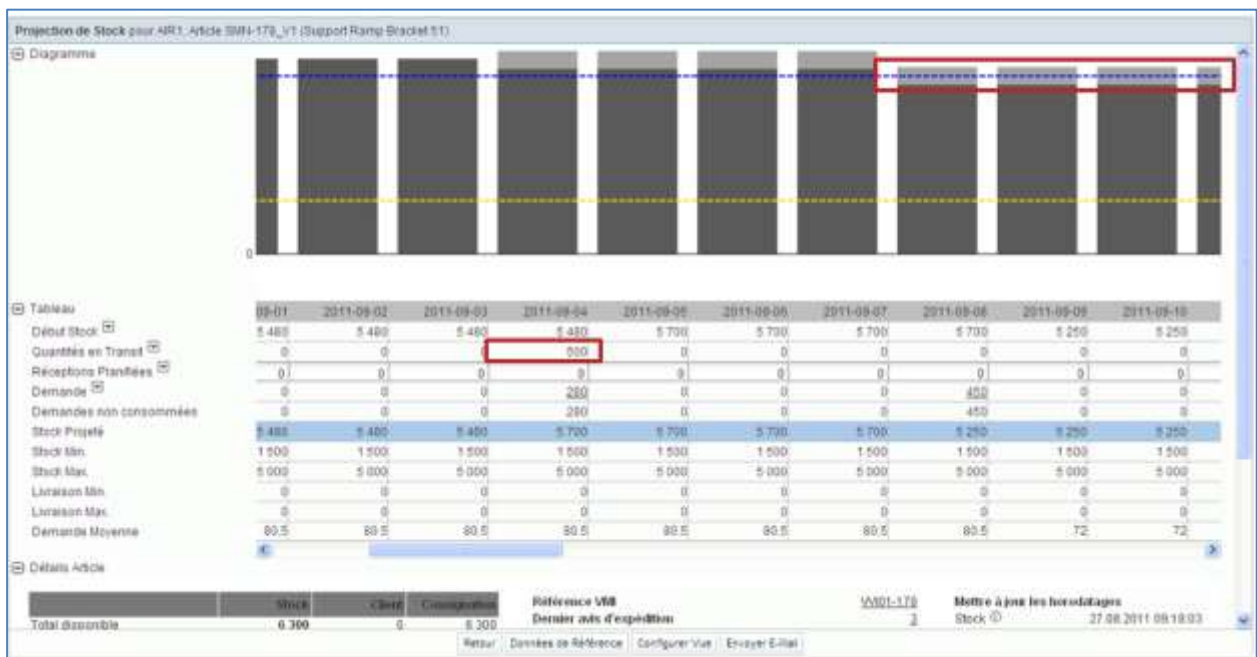 Projection de Stock pour AIR1, Article SMN-178_V1 (Support Ramp Bracket 51)
Diagramme
0
Tableau 09-01 2011-09-02 2011-09-03 2011-09-04 2011-09-05 2011-09-06 2011-09-07 2011-09-08 2011-09-09 2011-09-10
Début Stock 5 480 5 480 5 480 5 480 5 700 5 700 5 700 5 700 5 250 5 250
Quantités en Transit 0 0 0 500 0 0 0 0 0 0
Réceptions Planifiées 0 0 0 0 0 0 0 0 0 0
Demande 0 0 0 280 0 0 0 450 0 0
Demandes non consommées 0 0 0 280 0 0 0 450 0 0
Stock Projeté 5 480 5 480 5 480 5 700 5 700 5 700 5 700 5 250 5 250 5 250
Stock Min. 1 500 1 500 1 500 1 500 1 500 1 500 1 500 1 500 1 500 1 500
Stock Max. 5 000 5 000 5 000 5 000 5 000 5 000 5 000 5 000 5 000 5 000
Livraison Min. 0 0 0 0 0 0 0 0 0 0
Livraison Max. 0 0 0 0 0 0 0 0 0 0
Demande Moyenne 80.5 80.5 80.5 80.5 80.5 80.5 80.5 80.5 72 72
Détails Article
Stock Client Consignation Référence VMI VMI01-178 Mettre à jour les horodatages
Total disponible 6 300 0 6 300 Dernier avis d'expédition 3 Stock 27.08.2011 09:18:03
Retour Données de Référence Configurer Vue Envoyer E-Mail